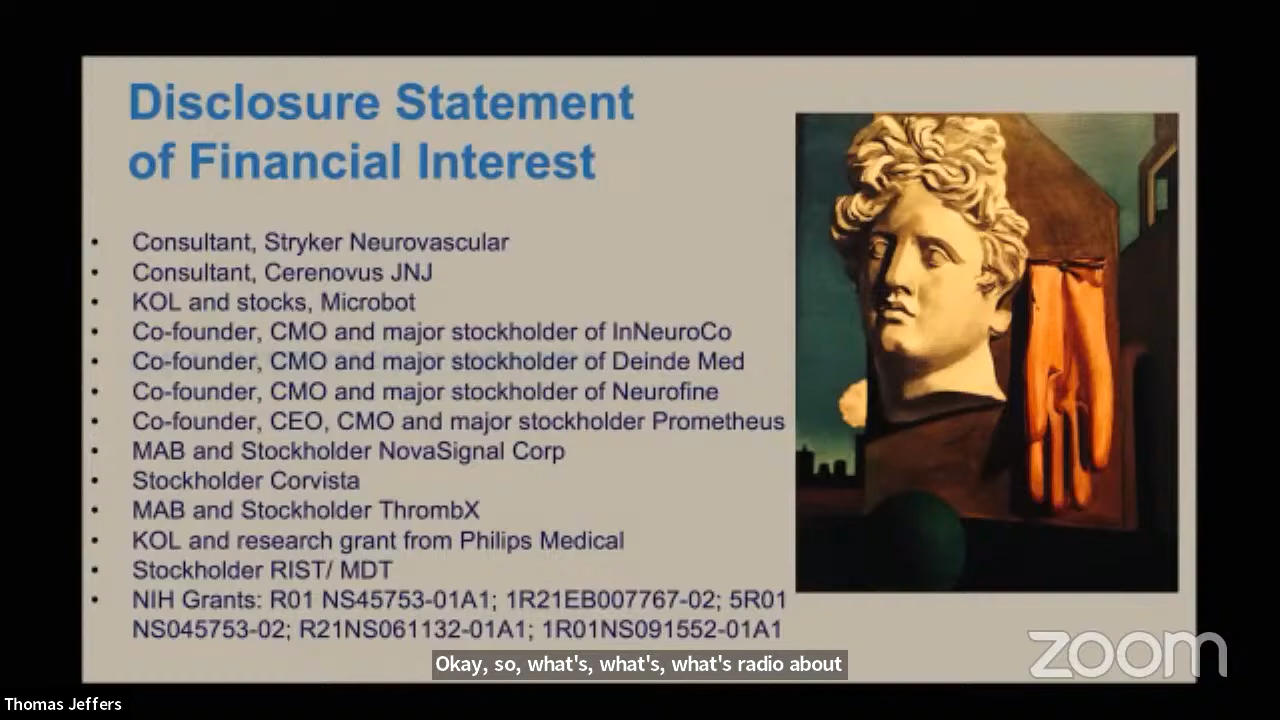 Disclosure Statement
of Financial Interest
• Consultant, Stryker Neurovascular
• Consultant, Cerenovus JNJ
• KOL and stocks, Microbot
• Co-founder, CMO and major stockholder of InNeuroCo
• Co-founder, CMO and major stockholder of Deinde Med
• Co-founder, CMO and major stockholder of Neurofine
• Co-founder, CEO, CMO and major stockholder Prometheus
• MAB and Stockholder NovaSignal Corp
• Stockholder Corvista
• MAB and Stockholder ThrombX
• KOL and research grant from Philips Medical
• Stockholder RIST/ MDT
• NIH Grants: R01 NS45753-01A1; 1R21EB007767-02; 5R01
NS045753-02; R21NS061132-01A1; 1R01NS091552-01A1
zoom
Okay, so, what's, what's, what's radio about
Thomas Jeffers